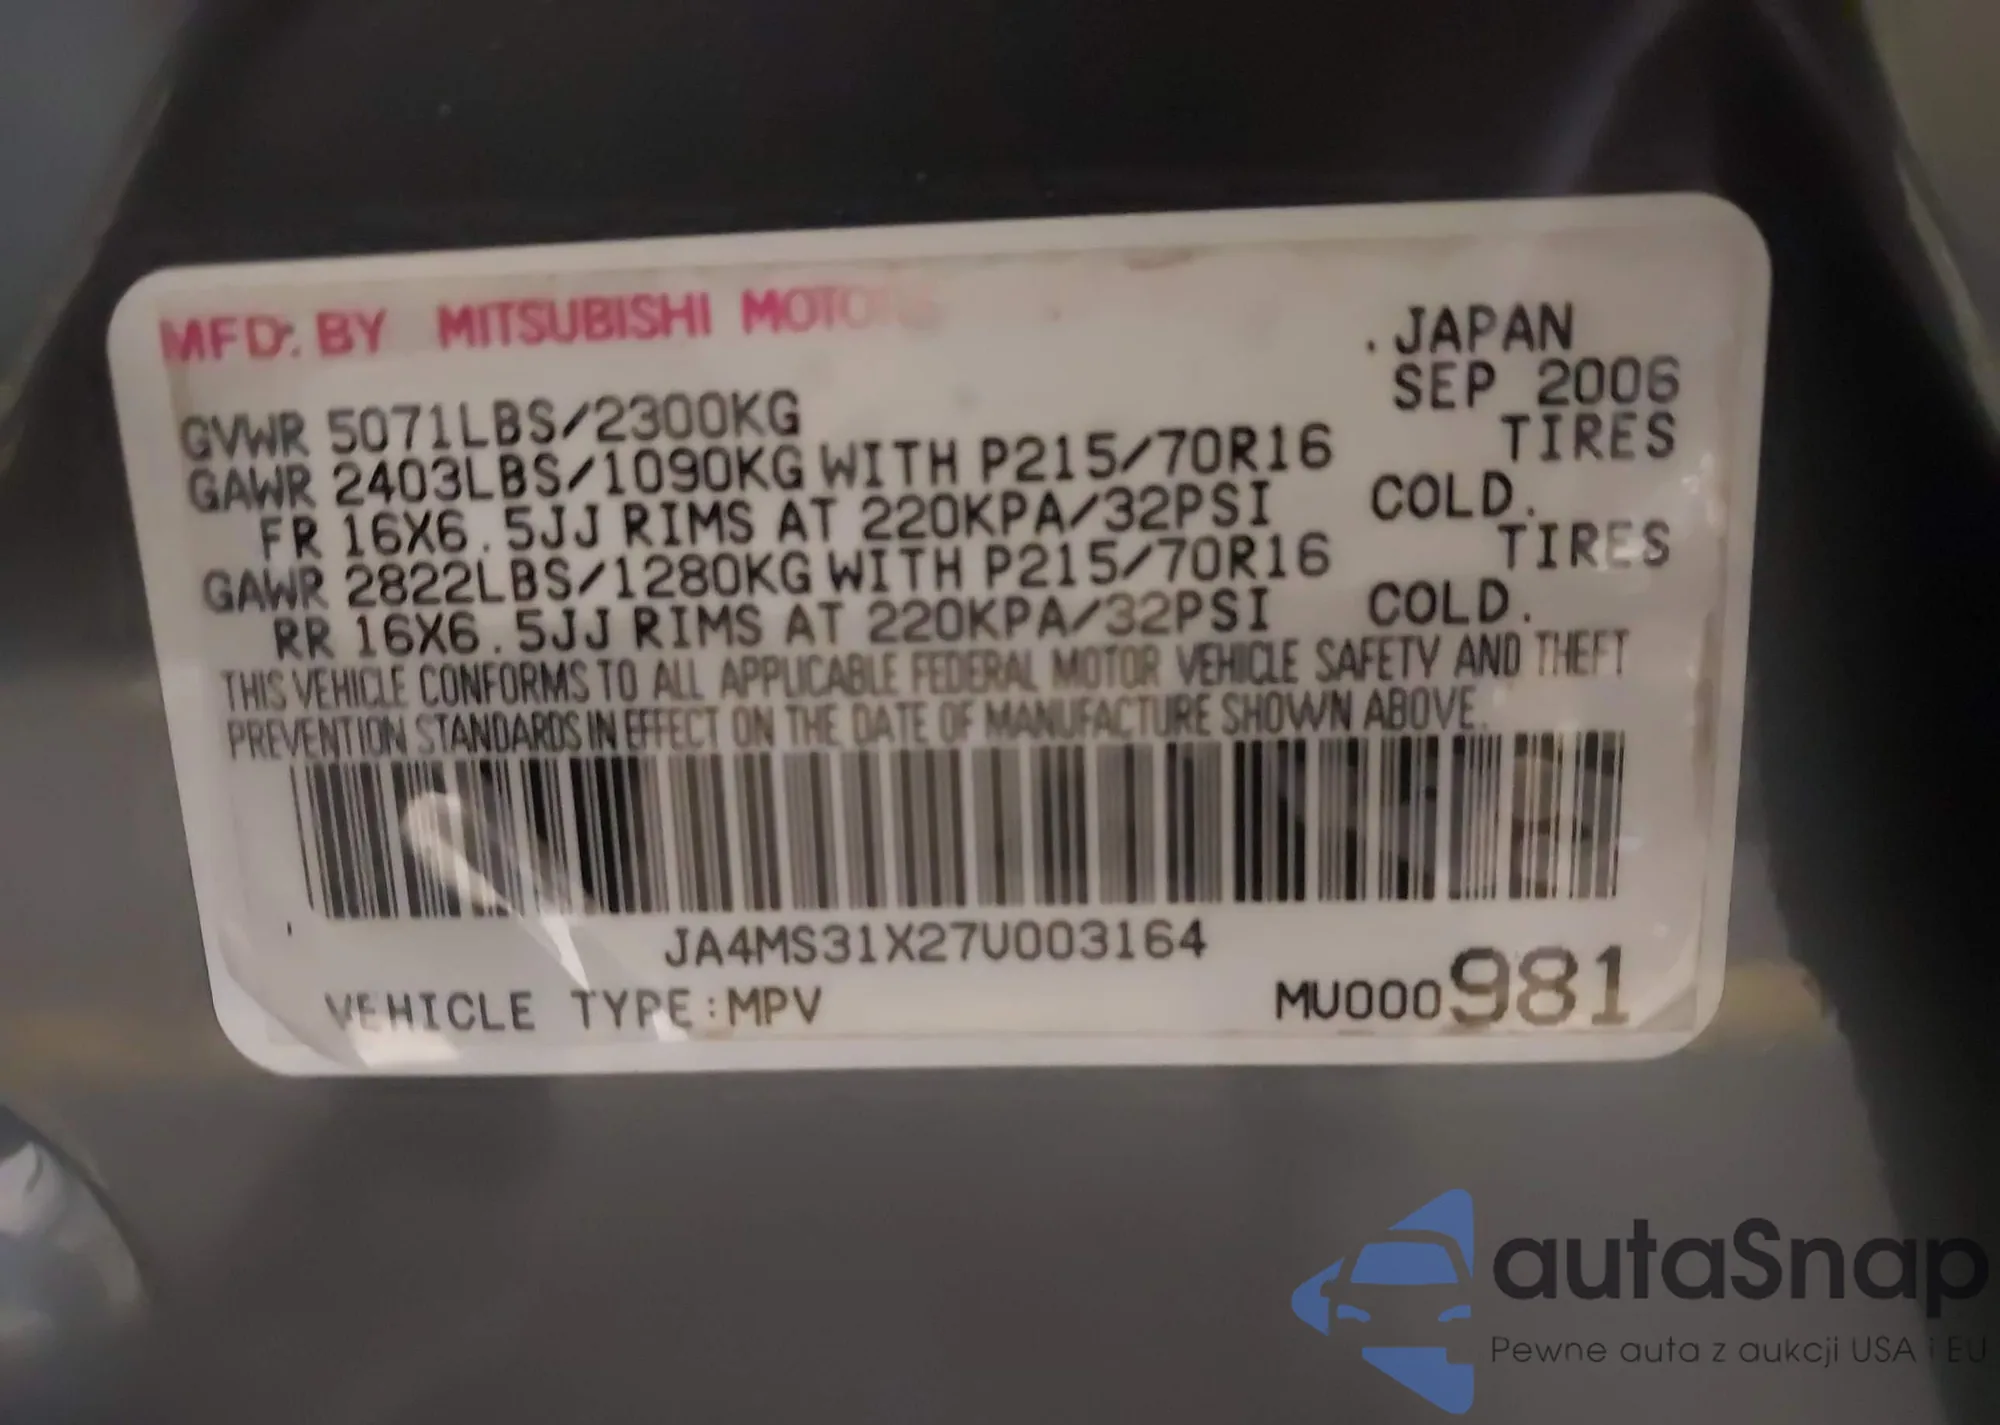 MFD. BY MITSUBISHI MOTORS
.JAPAN
SEP 2006
GVWR 5071LBS/2300KG
GAWR 2403LBS/1090KG WITH P215/70R16 TIRES
FR 16X6.5JJ RIMS AT 220KPA/32PSI COLD.
GAWR 2822LBS/1280KG WITH P215/70R16 TIRES
RR 16X6.5JJ RIMS AT 220KPA/32PSI COLD.
THIS VEHICLE CONFORMS TO ALL APPLICABLE FEDERAL MOTOR VEHICLE SAFETY AND THEFT
PREVENTION STANDARDS IN EFFECT ON THE DATE OF MANUFACTURE SHOWN ABOVE.
JA4MS31X27U003164
VEHICLE TYPE:MPV
MU000981
autaSnap
Pewne auta z aukcji USA i EU